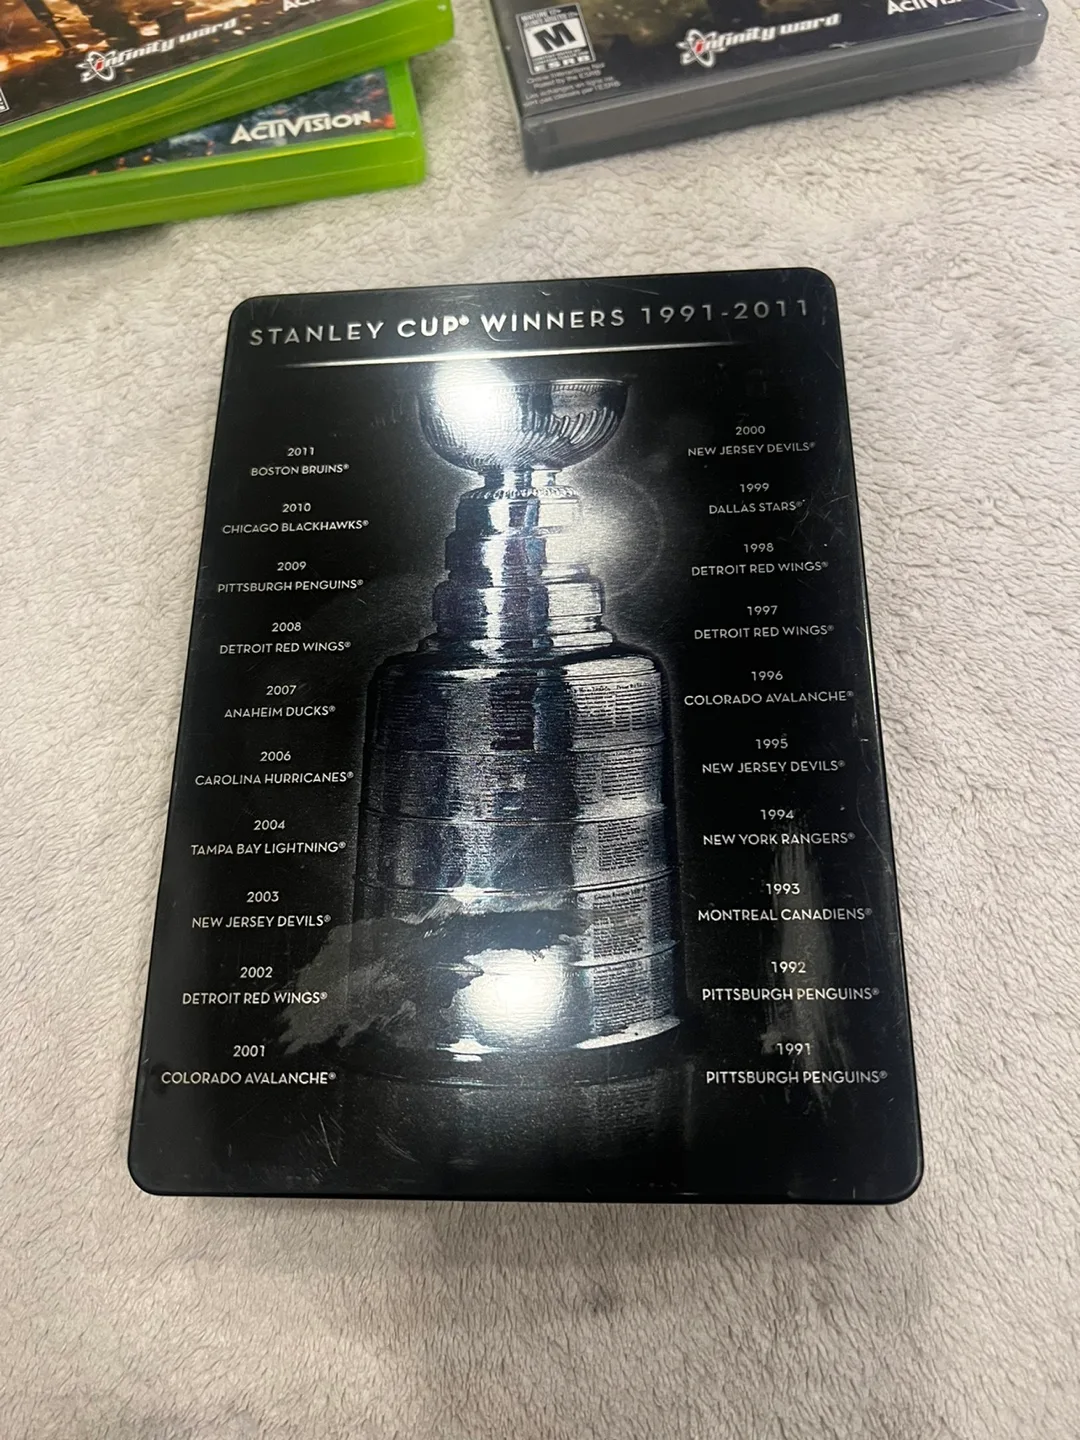 infinity ward
ACTIVISION
MATURE 17+
M
ESRB
infinity ward
STANLEY CUP® WINNERS 1991-2011
2011
BOSTON BRUINS®
2010
CHICAGO BLACKHAWKS®
2009
PITTSBURGH PENGUINS®
2008
DETROIT RED WINGS®
2007
ANAHEIM DUCKS®
2006
CAROLINA HURRICANES®
2004
TAMPA BAY LIGHTNING®
2003
NEW JERSEY DEVILS®
2002
DETROIT RED WINGS®
2001
COLORADO AVALANCHE®
2000
NEW JERSEY DEVILS®
1999
DALLAS STARS®
1998
DETROIT RED WINGS®
1997
DETROIT RED WINGS®
1996
COLORADO AVALANCHE®
1995
NEW JERSEY DEVILS®
1994
NEW YORK RANGERS®
1993
MONTREAL CANADIENS®
1992
PITTSBURGH PENGUINS®
1991
PITTSBURGH PENGUINS®